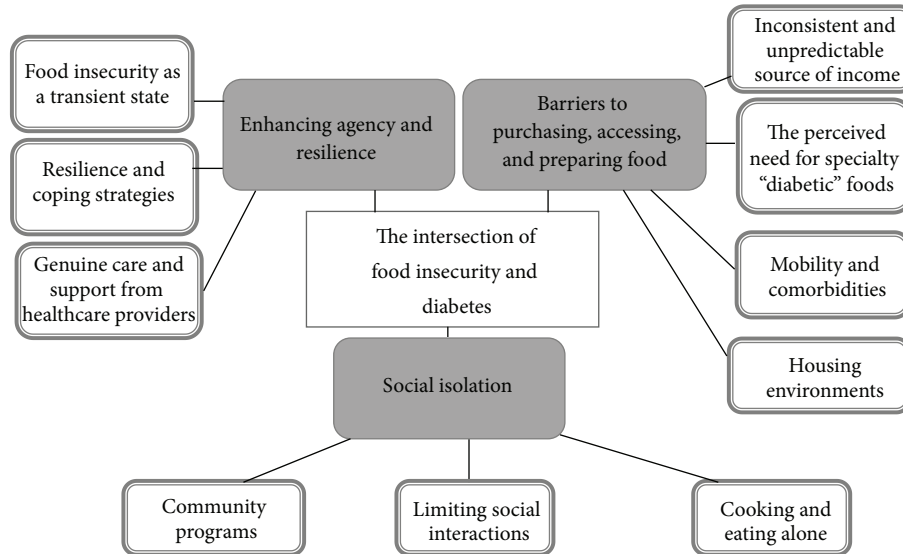 Food insecurity as
a transient state
Resilience and
coping strategies
Genuine care and
support from
healthcare providers
Enhancing agency and
resilience
Barriers to
purchasing, accessing,
and preparing food
Inconsistent and
unpredictable
source of income
The perceived
need for specialty
“diabetic” foods
Mobility and
comorbidities
Housing
environments
The intersection of
food insecurity and
diabetes
Social isolation
Community
programs
Limiting social
interactions
Cooking and
eating alone